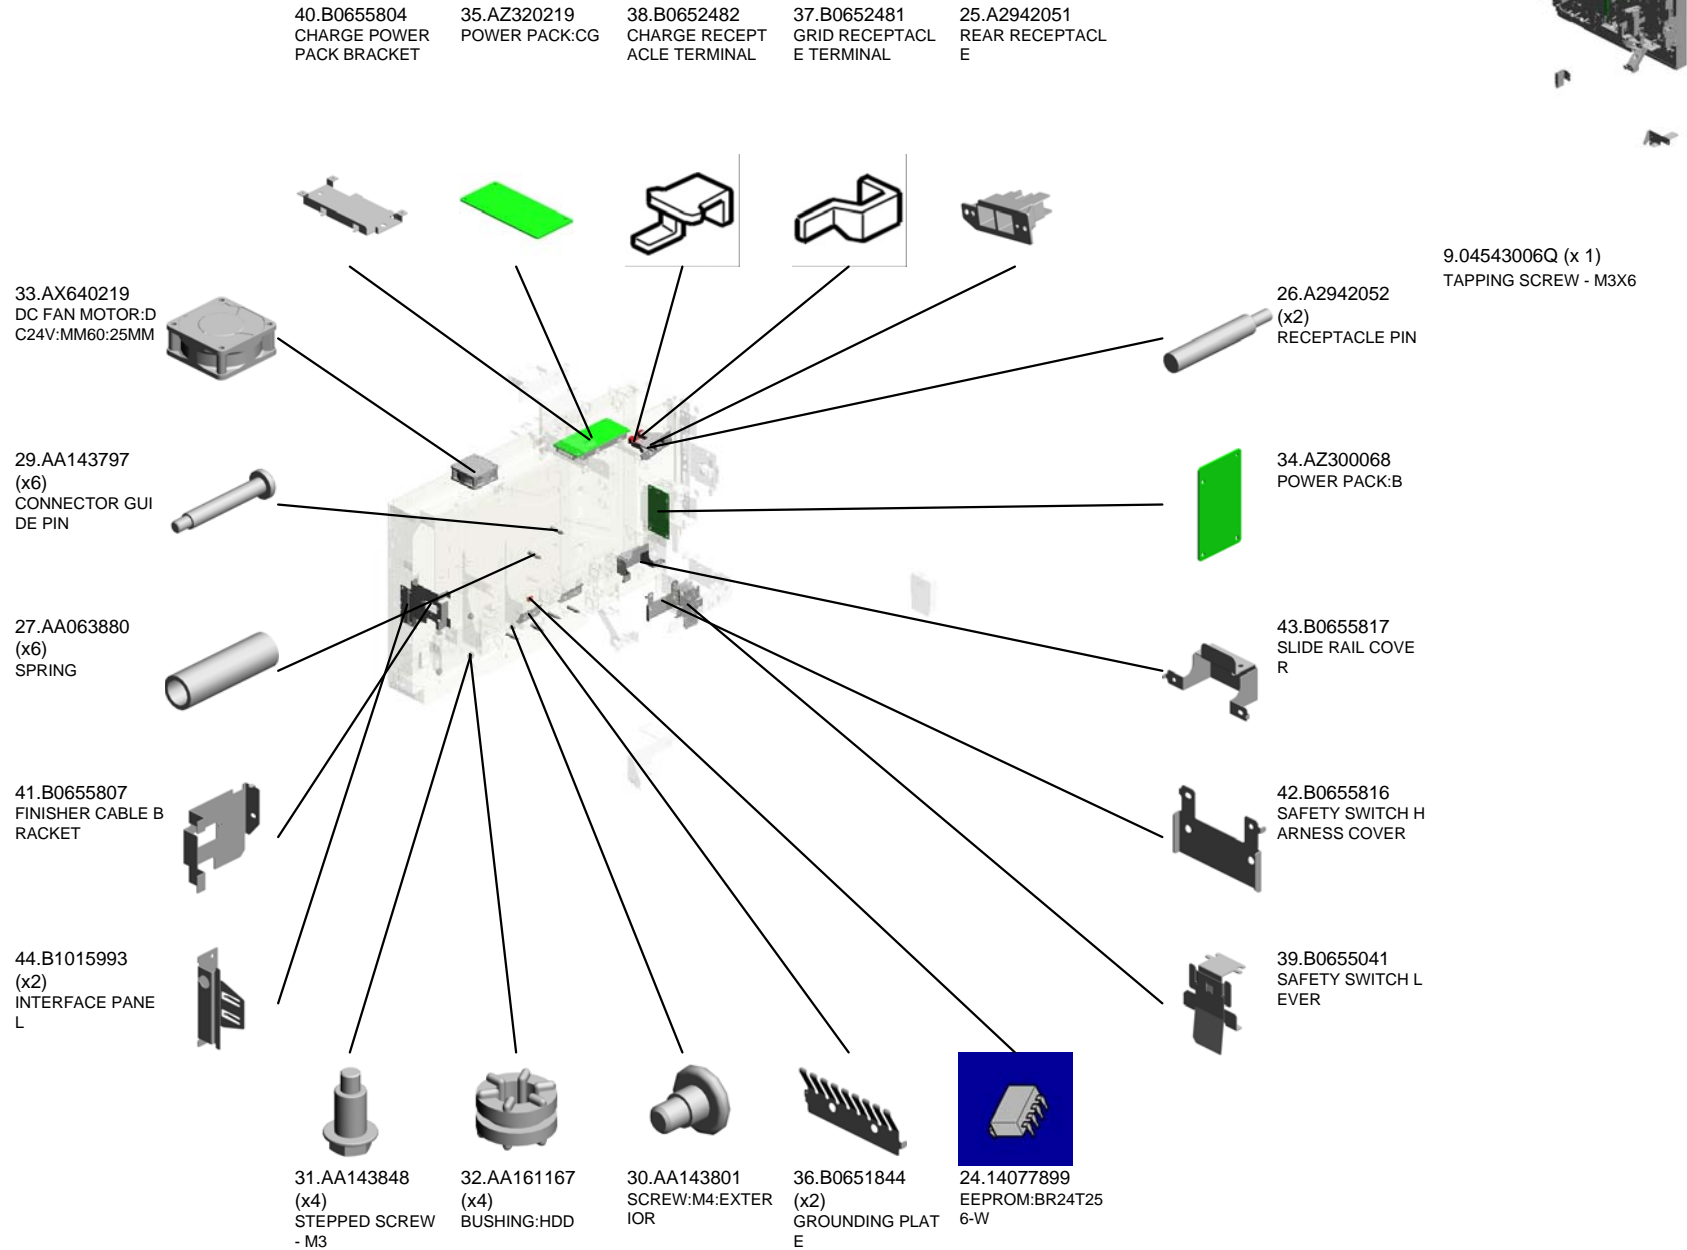 40.B0655804
CHARGE POWER
PACK BRACKET
35.AZ320219
POWER PACK:CG
38.B0652482
CHARGE RECEPT
ACLE TERMINAL
37.B0652481
GRID RECEPTACL
E TERMINAL
25.A2942051
REAR RECEPTACL
E
9.04543006Q (x 1)
TAPPING SCREW - M3X6
33.AX640219
DC FAN MOTOR:D
C24V:MM60:25MM
26.A2942052
(x2)
RECEPTACLE PIN
29.AA143797
(x6)
CONNECTOR GUI
DE PIN
34.AZ300068
POWER PACK:B
27.AA063880
(x6)
SPRING
43.B0655817
SLIDE RAIL COVE
R
41.B0655807
FINISHER CABLE B
RACKET
42.B0655816
SAFETY SWITCH H
ARNESS COVER
44.B1015993
(x2)
INTERFACE PANE
L
39.B0655041
SAFETY SWITCH L
EVER
31.AA143848
(x4)
STEPPED SCREW
- M3
32.AA161167
(x4)
BUSHING:HDD
30.AA143801
SCREW:M4:EXTER
IOR
36.B0651844
(x2)
GROUNDING PLAT
E
24.14077899
EEPROM:BR24T25
6-W